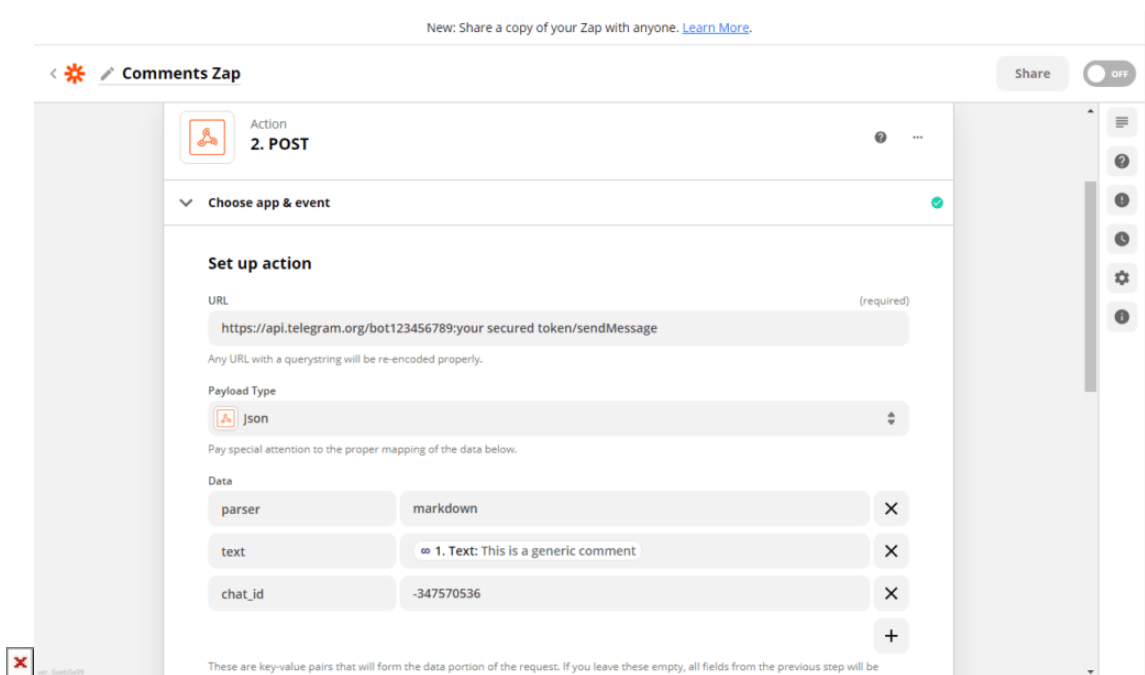 New: Share a copy of your Zap with anyone. Learn More.
Comments Zap
Share
OFF
Action
2. POST
Choose app & event
Set up action
URL
(required)
https://api.telegram.org/bot123456789:your secured token/sendMessage
Any URL with a querystring will be re-encoded properly.
Payload Type
Json
Pay special attention to the proper mapping of the data below.
Data
parser
markdown
text
1. Text: This is a generic comment
chat_id
-347570536
These are key-value pairs that will form the data portion of the request. If you leave these empty, all fields from the previous step will be